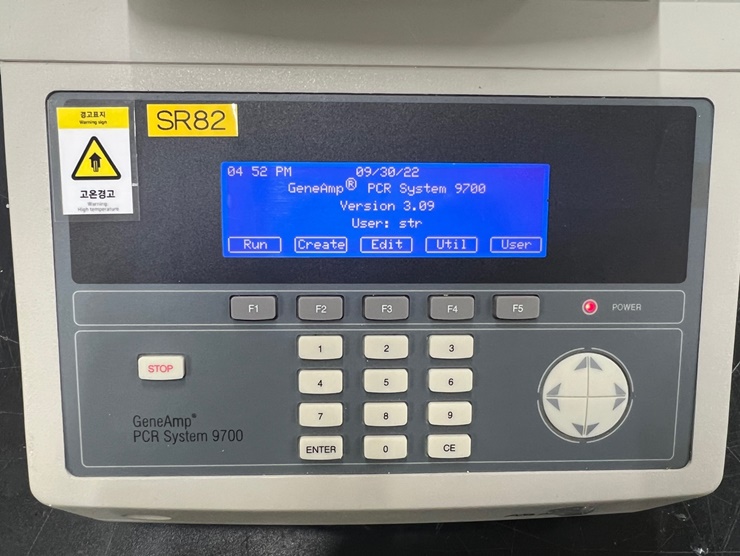 경고표지
Warning sign
고온경고
Warning:
High temperature
SR82
04 52 PM 09/30/22
GeneAmp® PCR System 9700
Version 3.09
User: str
Run Create Edit Util User
F1 F2 F3 F4 F5 POWER
STOP
1 2 3
4 5 6
7 8 9
ENTER 0 CE
GeneAmp®
PCR System 9700